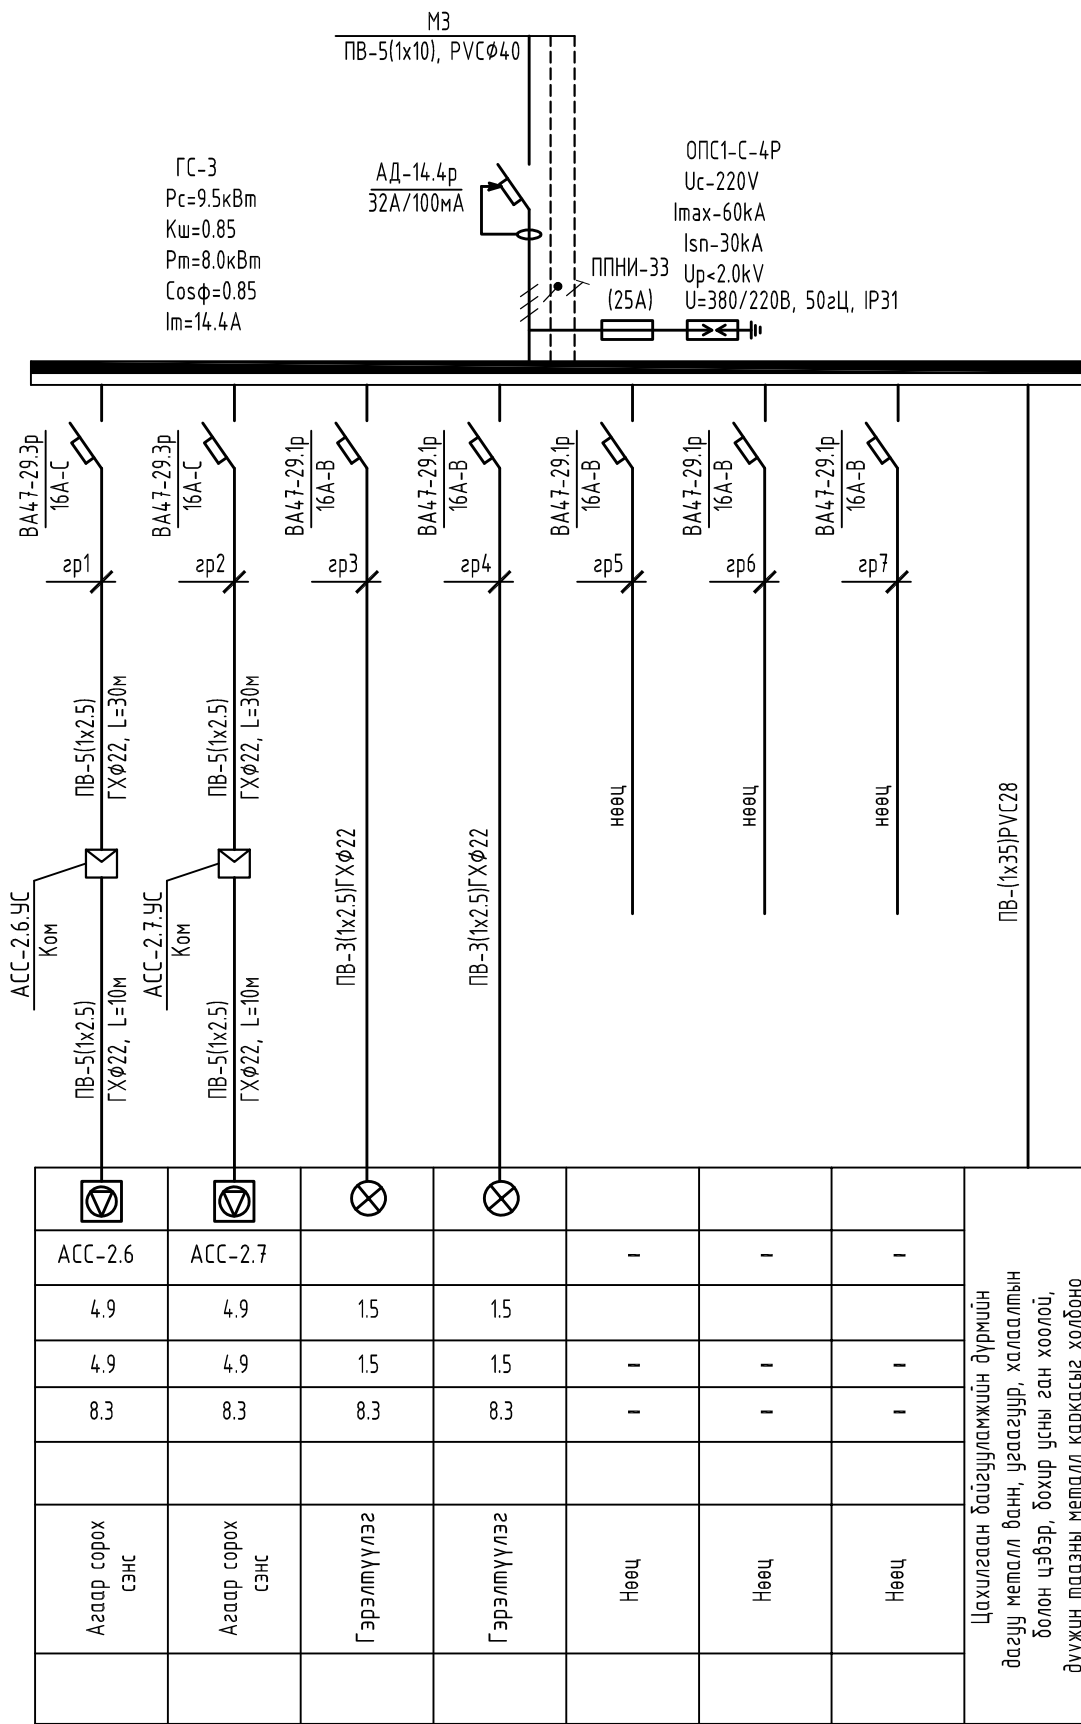 М3
ПВ-5(1х10), PVCф40
ГС-3
Рс=9.5кВт
Кш=0.85
Рт=8.0кВт
Cosф=0.85
Iт=14.4А
АД-14.4р
32А/100мА
ОПС1-С-4Р
Uc-220V
Imax-60kA
Isn-30kA
Up<2.0kV
U=380/220В, 50гЦ, IP31
ППНИ-33
(25А)
ВА47-29.3р
16А-С
ВА47-29.3р
16А-С
ВА47-29.1р
16А-В
ВА47-29.1р
16А-В
ВА47-29.1р
16А-В
ВА47-29.1р
16А-В
ВА47-29.1р
16А-В
гр1
гр2
гр3
гр4
гр5
гр6
гр7
ПВ-5(1х2.5)
ГХф22, L=30м
ПВ-5(1х2.5)
ГХф22, L=30м
АСС-2.6.УС
Ком
АСС-2.7.УС
Ком
ПВ-5(1х2.5)
ГХф22, L=10м
ПВ-5(1х2.5)
ГХф22, L=10м
ПВ-3(1х2.5)ГХф22
ПВ-3(1х2.5)ГХф22
нөөц
нөөц
нөөц
ПВ-(1х35)PVC28
АСС-2.6 АСС-2.7 - - -
4.9 4.9 1.5 1.5
4.9 4.9 1.5 1.5 - - -
8.3 8.3 8.3 8.3 - - -
Агаар сорох
сэнс
Агаар сорох
сэнс
Гэрэлтүүлэг
Гэрэлтүүлэг
Нөөц
Нөөц
Нөөц
Цахилгаан байгууламжийн дүрмийн
дагуу металл ванн, угаагуур, халаалтын
болон цэвэр, бохир усны ган хоолой,
дүүжин таазны металл каркасыг холбоно